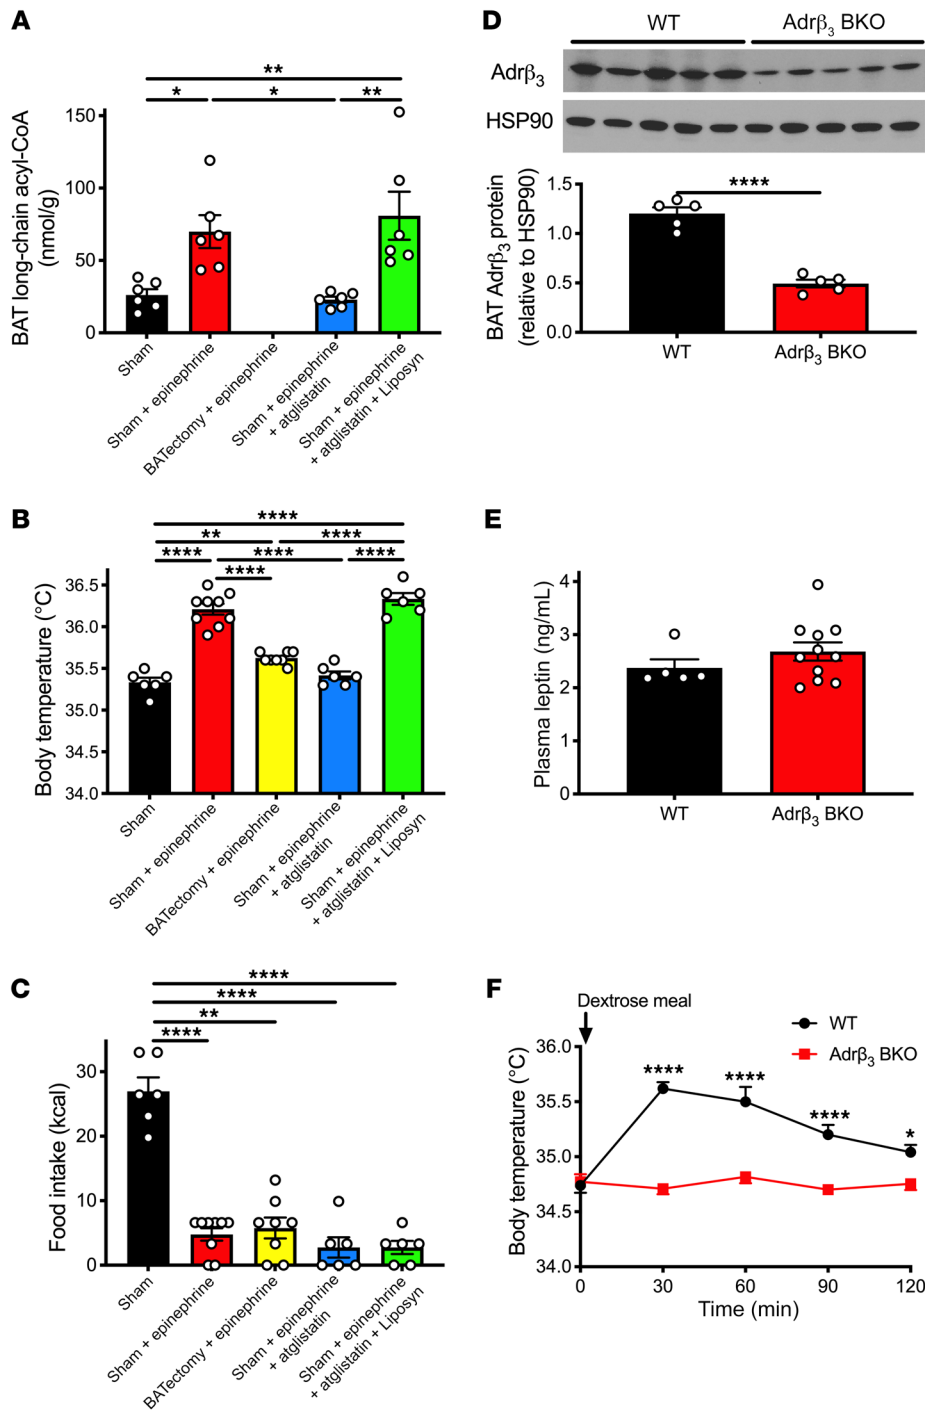 A
**
*
*
**
BAT long-chain acyl-CoA
(nmol/g)
150
100
50
0
Sham
Sham + epinephrine
BATectomy + epinephrine
Sham + epinephrine
+ atglistatin
Sham + epinephrine
+ atglistatin + Liposyn
B
****
**
****
****
****
****
****
Body temperature (°C)
36.5
36.0
35.5
35.0
34.5
34.0
Sham
Sham + epinephrine
BATectomy + epinephrine
Sham + epinephrine
+ atglistatin
Sham + epinephrine
+ atglistatin + Liposyn
C
****
****
**
****
Food intake (kcal)
30
20
10
0
Sham
Sham + epinephrine
BATectomy + epinephrine
Sham + epinephrine
+ atglistatin
Sham + epinephrine
+ atglistatin + Liposyn
D
WT
Adrβ₃ BKO
Adrβ₃
HSP90
BAT Adrβ₃ protein
(relative to HSP90)
1.5
1.0
0.5
0.0
****
WT
Adrβ₃ BKO
E
Plasma leptin (ng/mL)
4
3
2
1
0
WT
Adrβ₃ BKO
F
Dextrose meal
WT
Adrβ₃ BKO
Body temperature (°C)
36.0
35.5
35.0
34.5
34.0
****
****
****
*
0
30
60
90
120
Time (min)